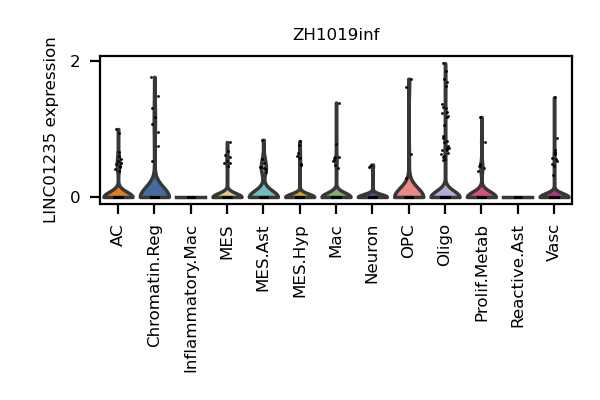 ZH1019inf
LINC01235 expression
2
0
AC
Chromatin.Reg
Inflammatory.Mac
MES
MES.Ast
MES.Hyp
Mac
Neuron
OPC
Oligo
Prolif.Metab
Reactive.Ast
Vasc